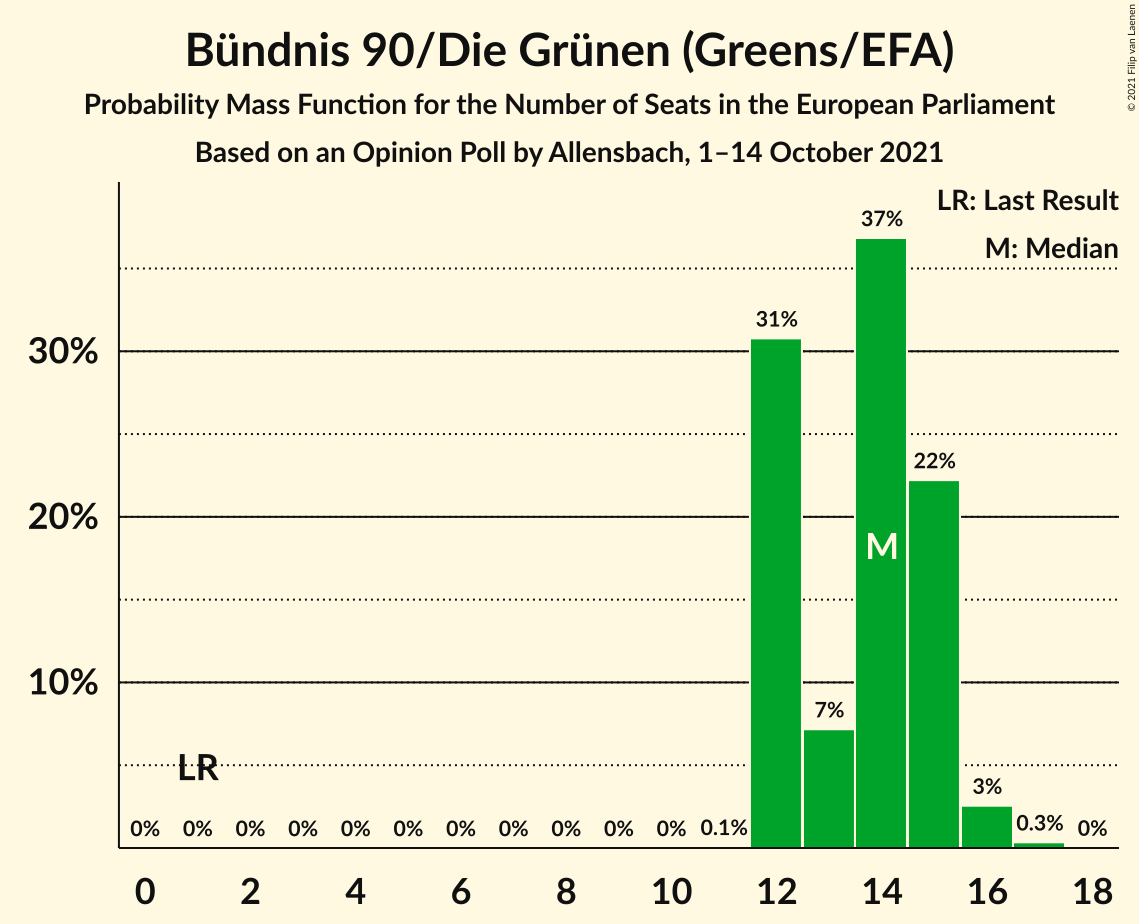 Bündnis 90/Die Grünen (Greens/EFA)
Probability Mass Function for the Number of Seats in the European Parliament
Based on an Opinion Poll by Allensbach, 1–14 October 2021
© 2021 Filip van Laenen
LR: Last Result
M: Median
30%
20%
10%
LR
M
0% 0% 0% 0% 0% 0% 0% 0% 0% 0% 0% 0.1% 31% 7% 37% 22% 3% 0.3% 0%
0 2 4 6 8 10 12 14 16 18